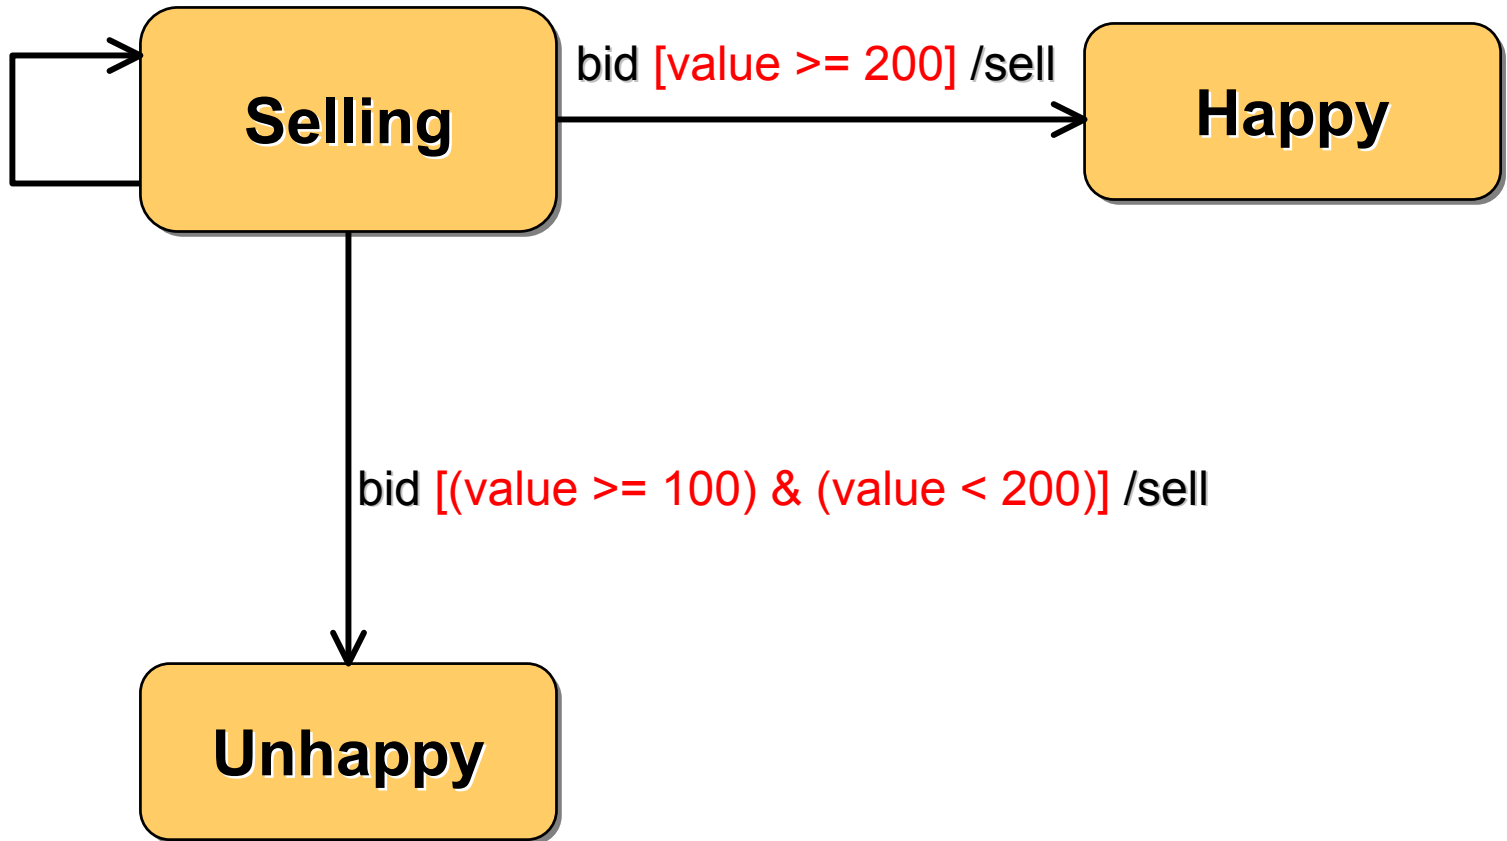 bid [value >= 200] /sell
Selling
Happy
bid [(value >= 100) & (value < 200)] /sell
Unhappy